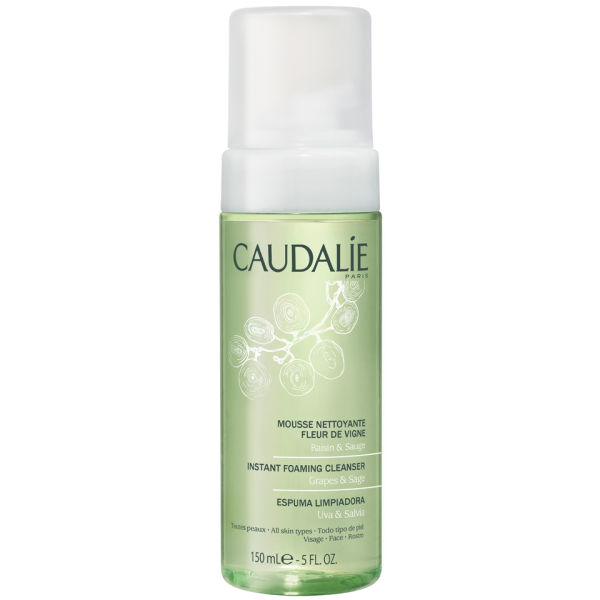 CAUDALÍE
PARIS
MOUSSE NETTOYANTE
FLEUR DE VIGNE
Raisin & Sauge
INSTANT FOAMING CLEANSER
Grapes & Sage
ESPUMA LIMPIADORA
Uva & Salvia
Toutes peaux · All skin types · Todo tipo de piel
Visage · Face · Rostro
150 mL℮ - 5 FL. OZ.